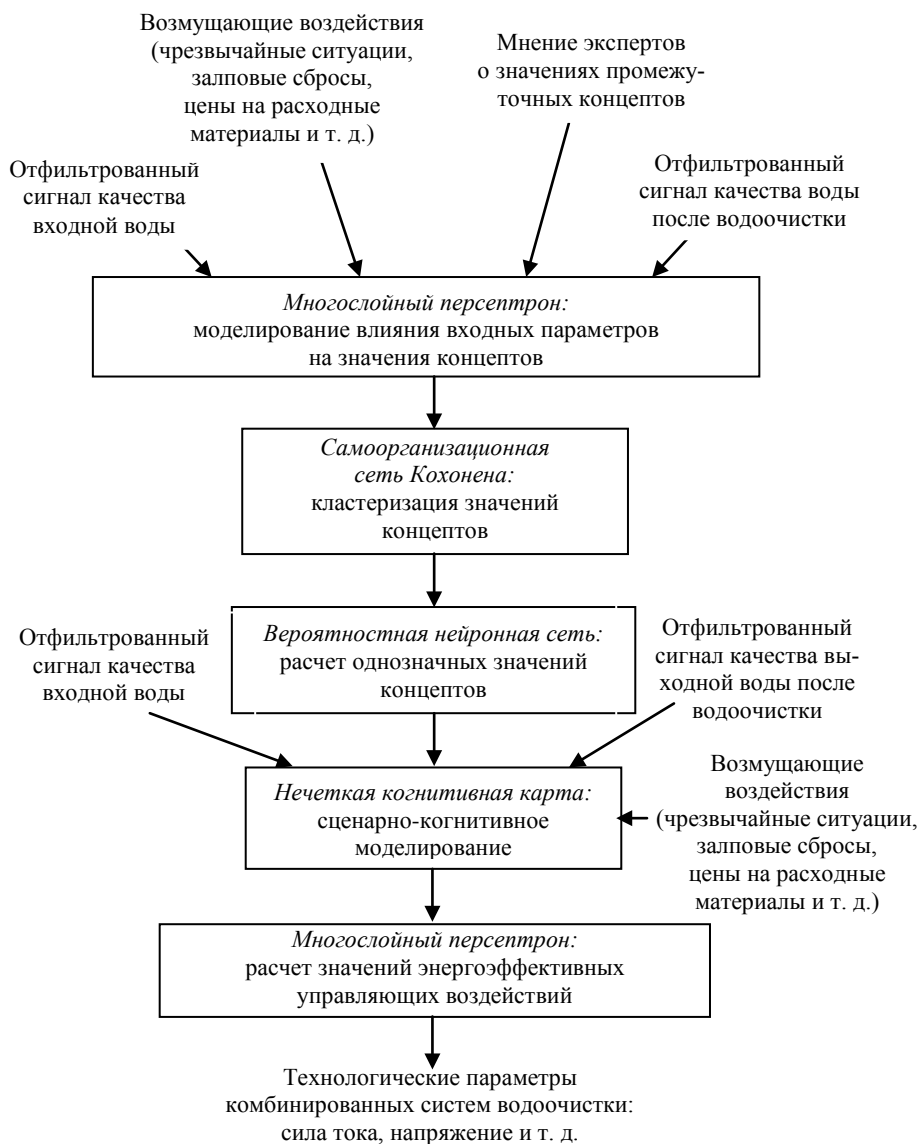 Возмущающие воздействия
(чрезвычайные ситуации,
залповые сбросы,
цены на расходные
материалы и т. д.)
Мнение экспертов
о значениях промежу-
точных концептов
Отфильтрованный
сигнал качества
входной воды
Отфильтрованный
сигнал качества воды
после водоочистки
Многослойный персептрон:
моделирование влияния входных параметров
на значения концептов
Самоорганизационная
сеть Кохонена:
кластеризация значений
концептов
Вероятностная нейронная сеть:
расчет однозначных значений
концептов
Отфильтрованный
сигнал качества
входной воды
Отфильтрованный
сигнал качества вы-
ходной воды после
водоочистки
Нечеткая когнитивная карта:
сценарно-когнитивное
моделирование
Возмущающие
воздействия
(чрезвычайные ситуации,
залповые сбросы,
цены на расходные
материалы и т. д.)
Многослойный персептрон:
расчет значений энергоэффективных
управляющих воздействий
Технологические параметры
комбинированных систем водоочистки:
сила тока, напряжение и т. д.